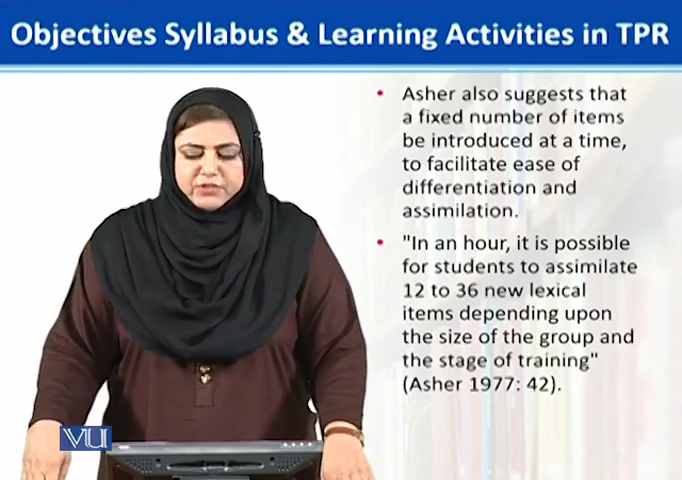 Objectives Syllabus & Learning Activities in TPR
• Asher also suggests that
a fixed number of items
be introduced at a time,
to facilitate ease of
differentiation and
assimilation.
• "In an hour, it is possible
for students to assimilate
12 to 36 new lexical
items depending upon
the size of the group and
the stage of training"
(Asher 1977: 42).
VU